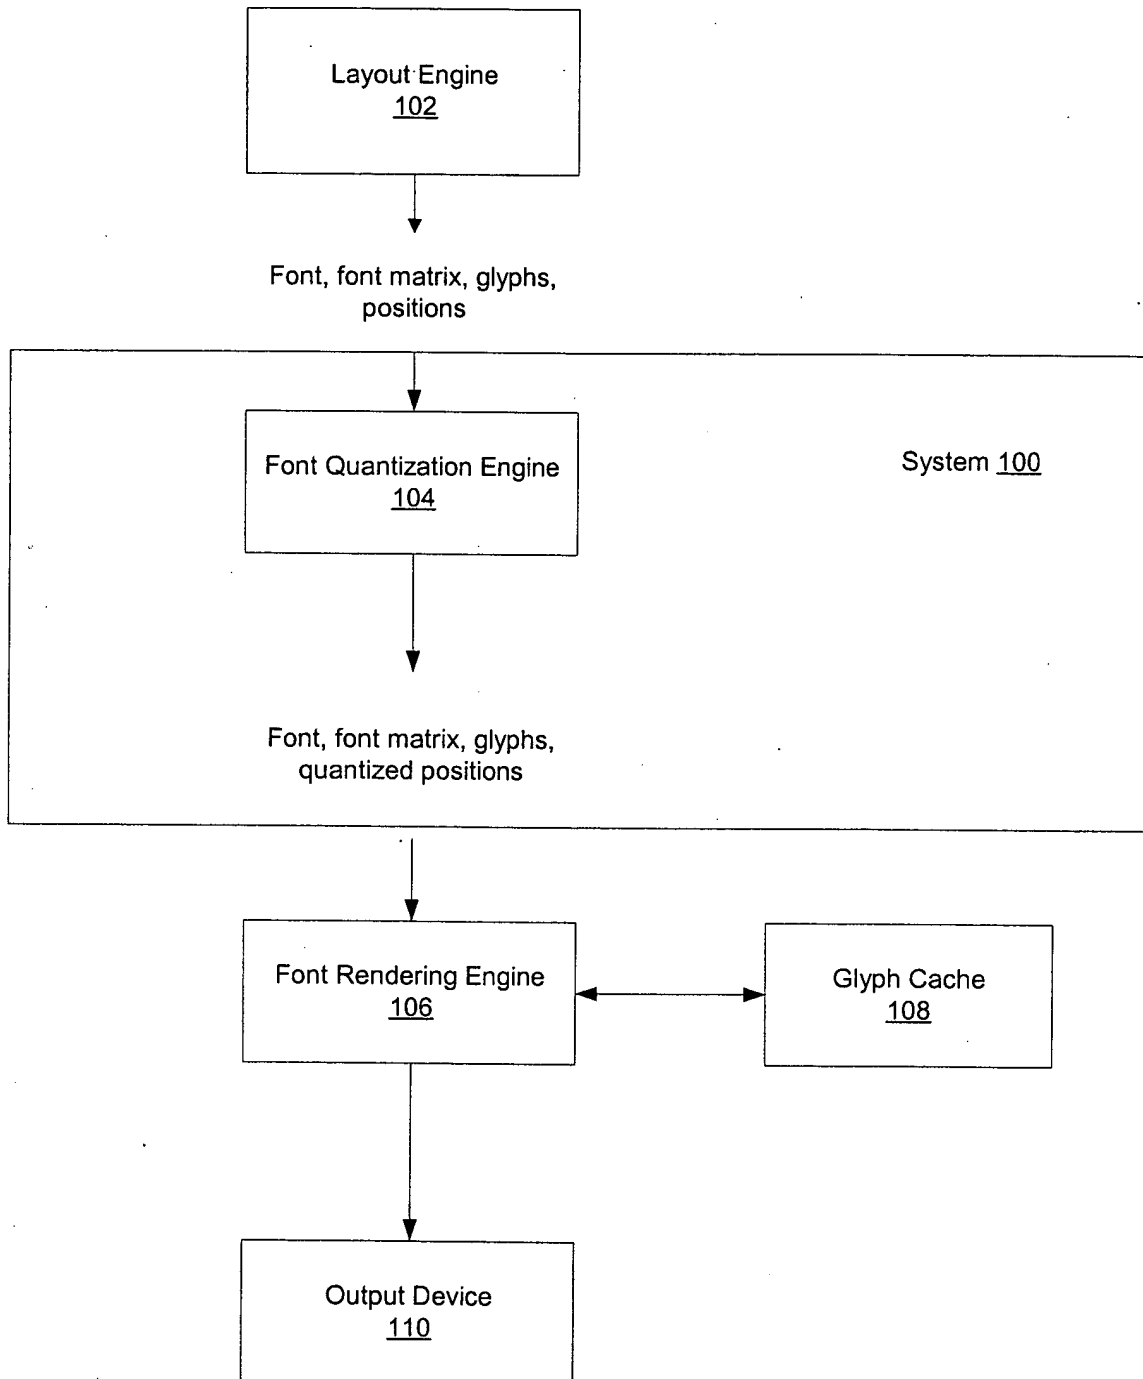 Layout Engine
102
Font, font matrix, glyphs,
positions
Font Quantization Engine
104
System 100
Font, font matrix, glyphs,
quantized positions
Font Rendering Engine
106
Glyph Cache
108
Output Device
110